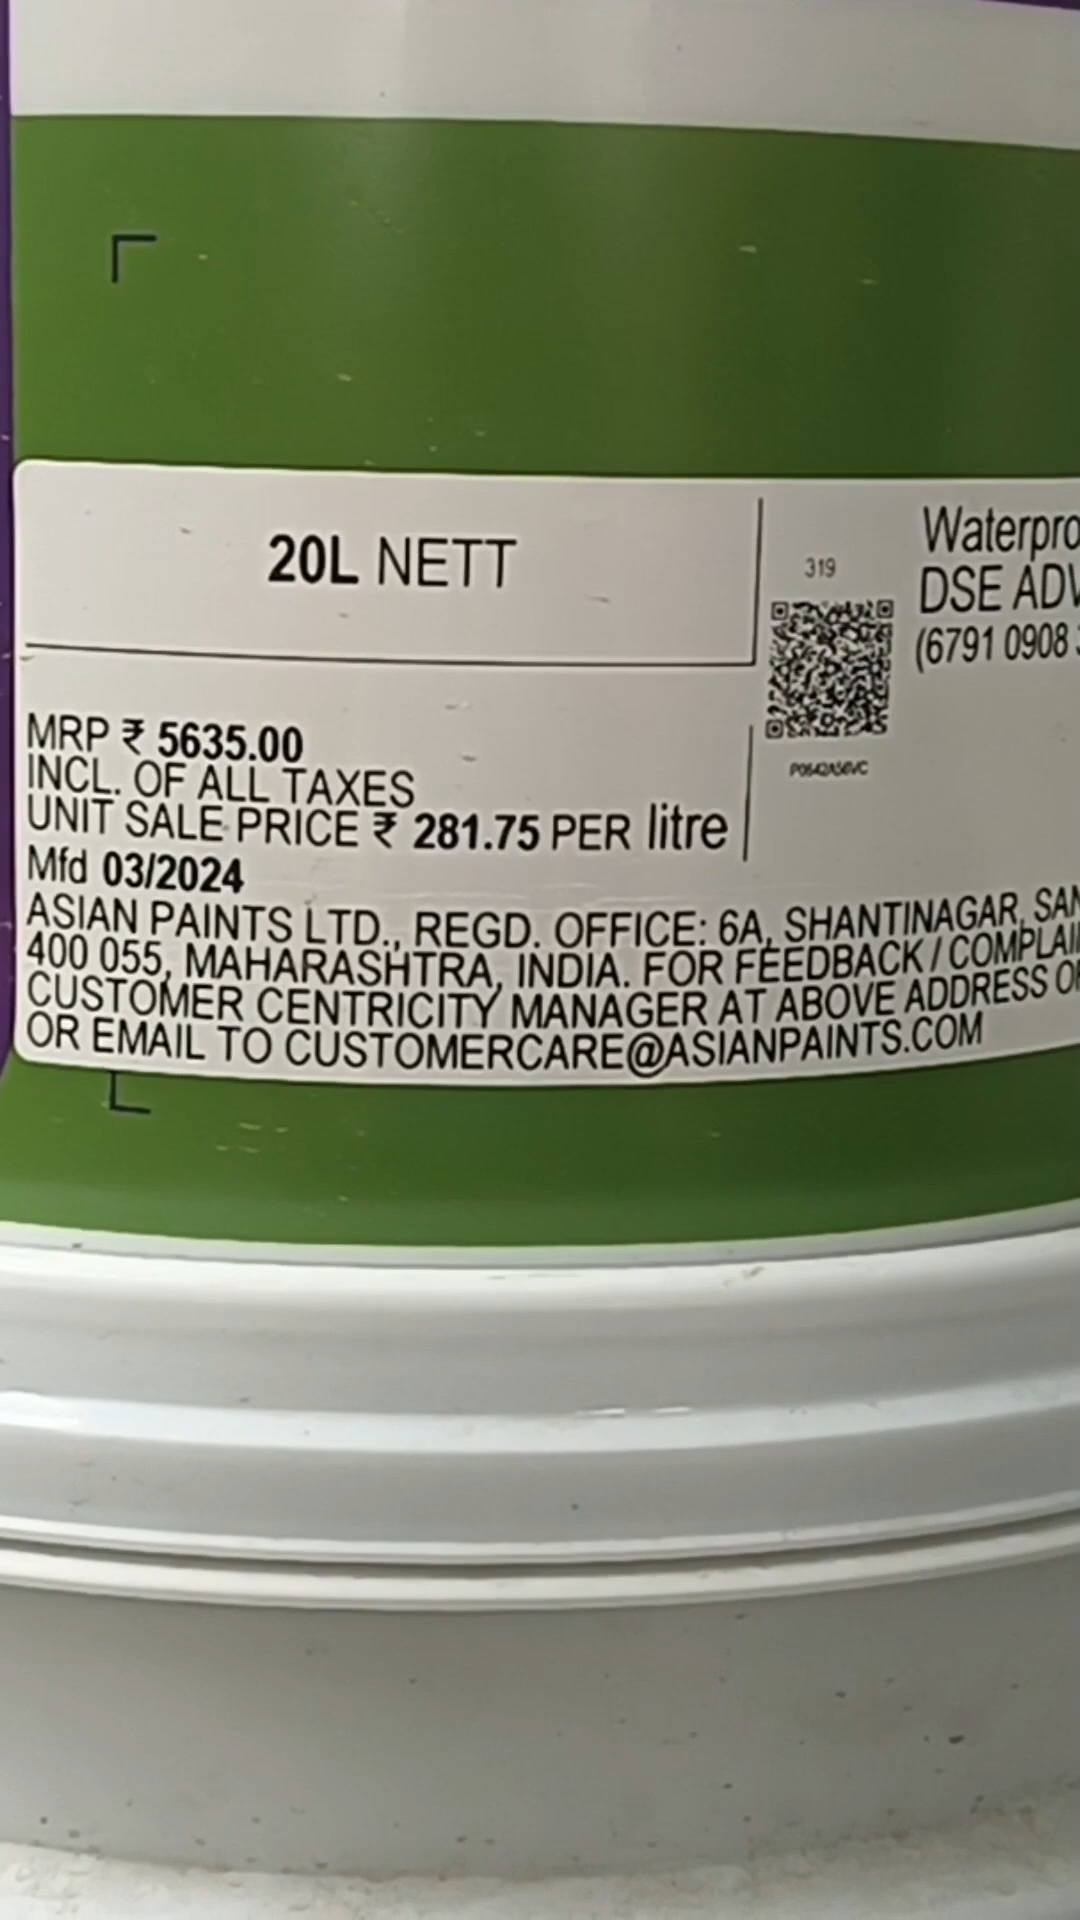 20L NETT
319
Waterpro
DSE ADV
(6791 0908
MRP ₹ 5635.00
INCL. OF ALL TAXES
UNIT SALE PRICE ₹ 281.75 PER litre
Mfd 03/2024
ASIAN PAINTS LTD., REGD. OFFICE: 6A, SHANTINAGAR, SAN
400 055, MAHARASHTRA, INDIA. FOR FEEDBACK / COMPLAI
CUSTOMER CENTRICITY MANAGER AT ABOVE ADDRESS OR
OR EMAIL TO CUSTOMERCARE@ASIANPAINTS.COM